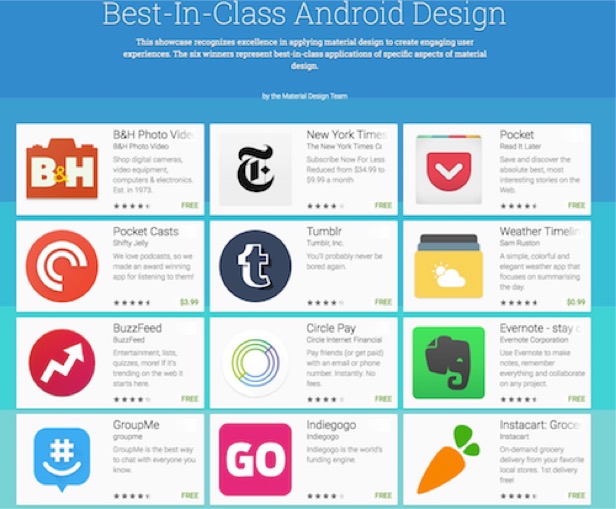 Best-In-Class Android Design
This showcase recognizes excellence in applying material design to create engaging user
experiences. The six winners represent best-in-class applications of specific aspects of material
design.
by the Material Design Team
B&H
B&H Photo Vide
B&H Photo Video
Shop digital cameras,
video equipment,
computers & electronics.
Est. in 1973.
FREE
New York Times
The New York Times Co
Subscribe Now For Less
Reduced from $34.99 to
$9.99 a month
FREE
Pocket
Read It Later
Save and discover the
absolute best, most
interesting stories on the
Web.
FREE
Pocket Casts
Shifty Jelly
We love podcasts, so we
made an award winning
app for listening to them!
$3.99
t
Tumblr
Tumblr, Inc.
You'll probably never be
bored again.
FREE
Weather Timelin
Sam Ruston
A simple, colorful and
elegant weather app that
focuses on summarising
the day.
$0.99
BuzzFeed
BuzzFeed
Entertainment, lists,
quizzes, more! If it's
trending on the web it
starts here.
FREE
Circle Pay
Circle Internet Financial
Pay friends (or get paid)
with an email or phone
number. Instantly. No
fees.
FREE
Evernote - stay o
Evernote Corporation
Use Evernote to make
notes, remember
everything and collaborate
on any project.
FREE
#
GroupMe
groupme
GroupMe is the best way
to chat with everyone you
know.
FREE
GO
Indiegogo
Indiegogo
Indiegogo is the world's
funding engine.
FREE
Instacart: Groce
Instacart
On-demand grocery
delivery from your favorite
local stores. 1st delivery
free!
FREE